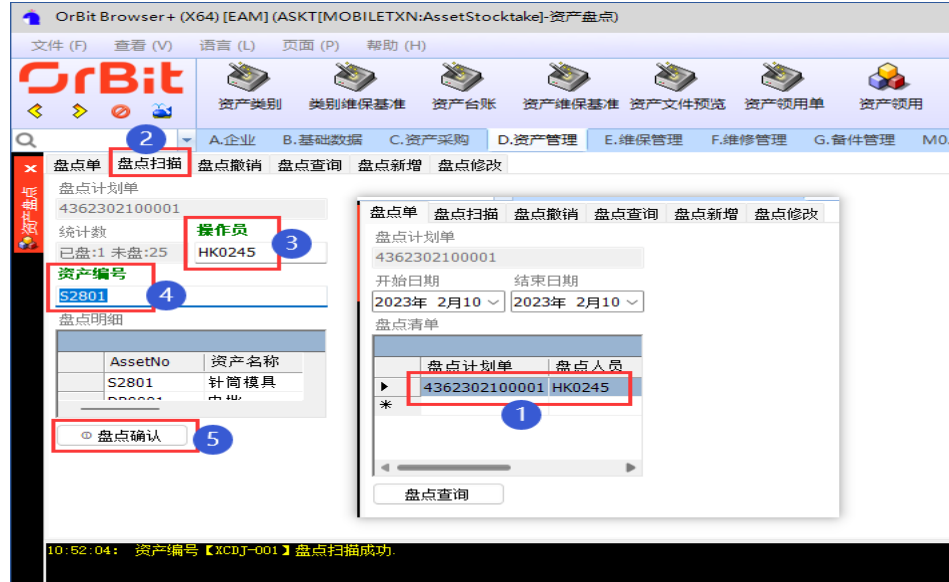 OrBit Browser+ (X64) [EAM] (ASKT[MOBILETXN:AssetStocktake]-资产盘点)
文件 (F) 查看 (V) 语言 (L) 页面 (P) 帮助 (H)
OrBit
资产类别 类别维保基准 资产台账 资产维保基准 资产文件预览 资产领用单 资产领用
2
A.企业 B.基础数据 C.资产采购 D.资产管理 E.维保管理 F.维修管理 G.备件管理 M0.
资产盘点
盘点单 盘点扫描 盘点撤销 盘点查询 盘点新增 盘点修改
盘点计划单
4362302100001
统计数 操作员
已盘:1 未盘:25 HK0245
3
资产编号
S2801
4
盘点明细
AssetNo 资产名称
S2801 针筒模具
盘点确认
5
盘点单 盘点扫描 盘点撤销 盘点查询 盘点新增 盘点修改
盘点计划单
4362302100001
开始日期 结束日期
2023年 2月10 2023年 2月10
盘点清单
盘点计划单 盘点人员
4362302100001 HK0245
*
1
盘点查询
10:52:04: 资产编号【XCDJ-001】盘点扫描成功.